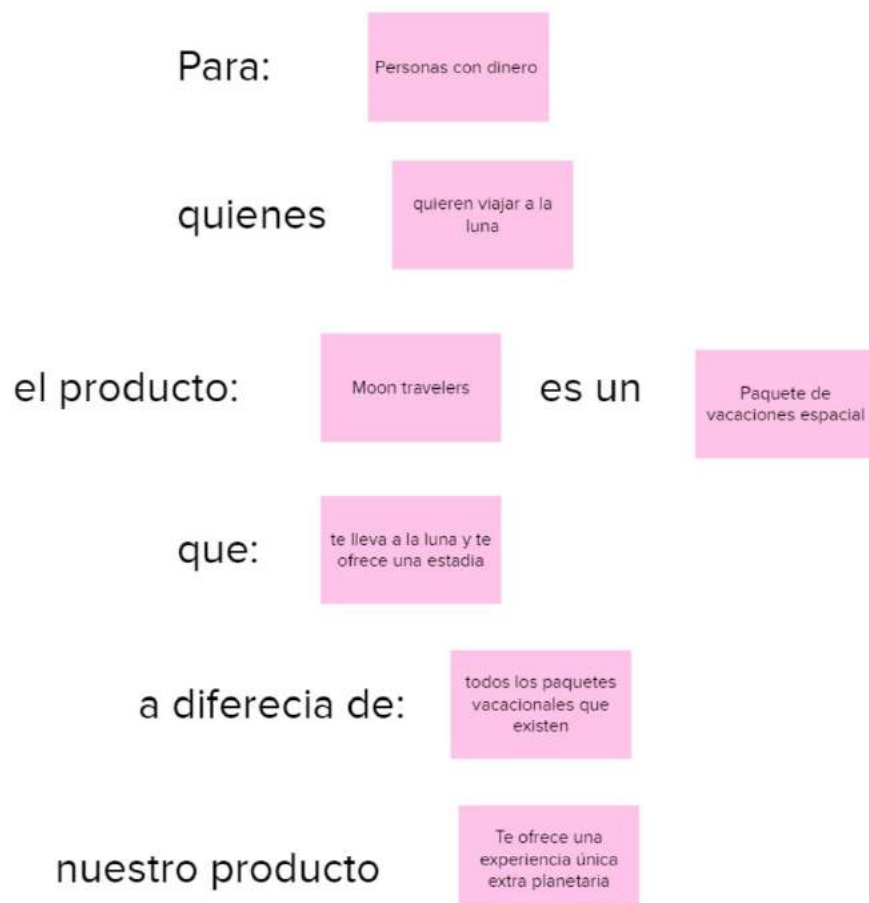 Para:
Personas con dinero
quienes
quieren viajar a la
luna
el producto:
Moon travelers
es un
Paquete de
vacaciones espacial
que:
te lleva a la luna y te
ofrece una estadia
a diferecia de:
todos los paquetes
vacacionales que
existen
nuestro producto
Te ofrece una
experiencia única
extra planetaria